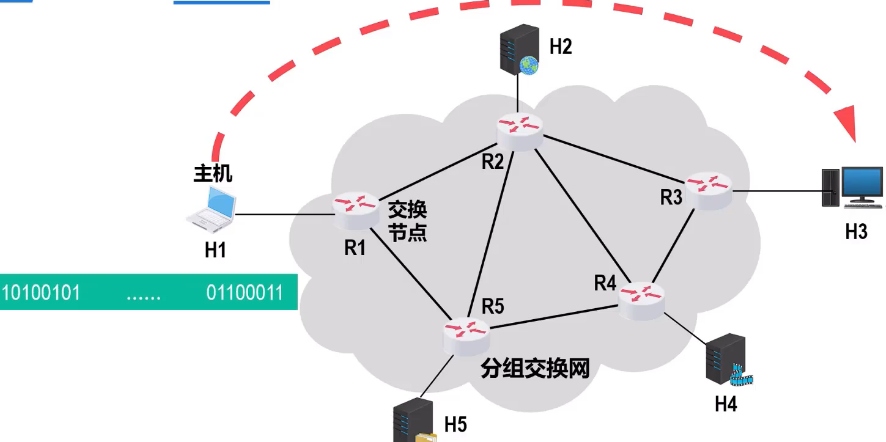 H2
R2
主机
R3
交换
节点
H1
R1
H3
10100101 ...... 01100011
R4
R5
分组交换网
H4
H5